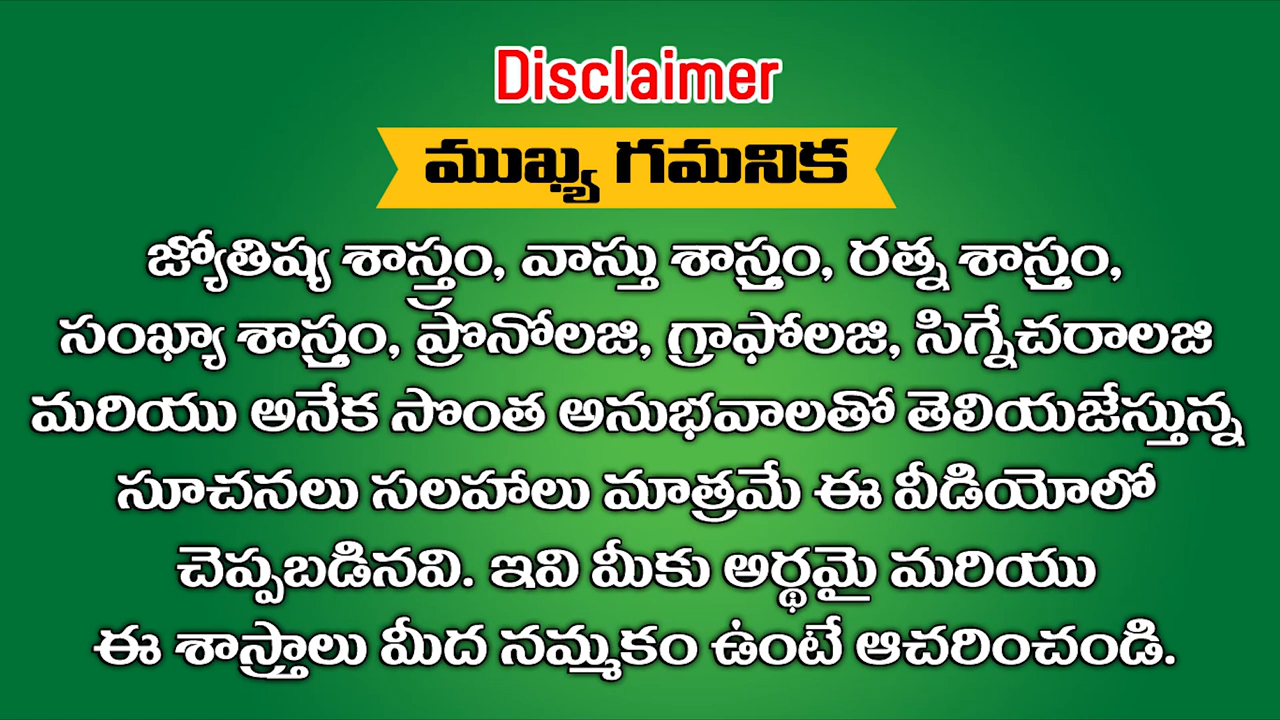 Disclaimer
ముఖ్య గమనిక
జ్యోతిష్య శాస్త్రం, వాస్తు శాస్త్రం, రత్న శాస్త్రం,
సంఖ్యా శాస్త్రం, ప్రొనోలజి, గ్రాఫోలజి, సిగ్నేచరాలజి
మరియు అనేక సొంత అనుభవాలతో తెలియజేస్తున్న
సూచనలు సలహాలు మాత్రమే ఈ వీడియోలో
చెప్పబడినవి. ఇవి మీకు అర్థమై మరియు
ఈ శాస్త్రాలు మీద నమ్మకం ఉంటే ఆచరించండి.